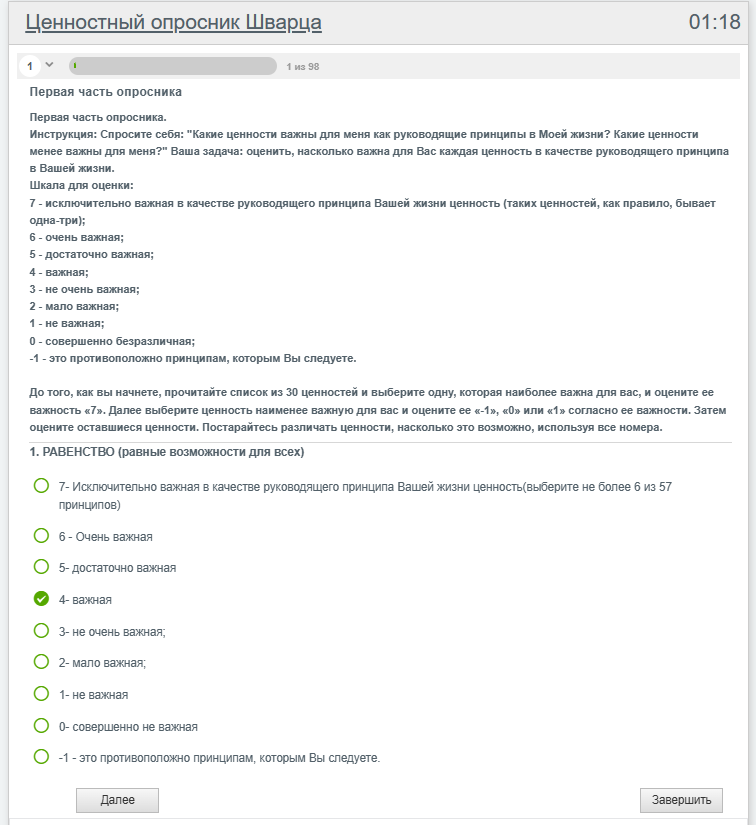 Ценностный опросник Шварца
01:18
1
1 из 98
Первая часть опросника
Первая часть опросника.
Инструкция: Спросите себя: "Какие ценности важны для меня как руководящие принципы в Моей жизни? Какие ценности
менее важны для меня?" Ваша задача: оценить, насколько важна для Вас каждая ценность в качестве руководящего принципа
в Вашей жизни.
Шкала для оценки:
7 - исключительно важная в качестве руководящего принципа Вашей жизни ценность (таких ценностей, как правило, бывает
одна-три);
6 - очень важная;
5 - достаточно важная;
4 - важная;
3 - не очень важная;
2 - мало важная;
1 - не важная;
0 - совершенно безразличная;
-1 - это противоположно принципам, которым Вы следуете.
До того, как вы начнете, прочитайте список из 30 ценностей и выберите одну, которая наиболее важна для вас, и оцените ее
важность «7». Далее выберите ценность наименее важную для вас и оцените ее «-1», «0» или «1» согласно ее важности. Затем
оцените оставшиеся ценности. Постарайтесь различать ценности, насколько это возможно, используя все номера.
1. РАВЕНСТВО (равные возможности для всех)
7- Исключительно важная в качестве руководящего принципа Вашей жизни ценность(выберите не более 6 из 57
принципов)
6 - Очень важная
5- достаточно важная
4- важная
3- не очень важная;
2- мало важная;
1- не важная
0- совершенно не важная
-1 - это противоположно принципам, которым Вы следуете.
Далее
Завершить